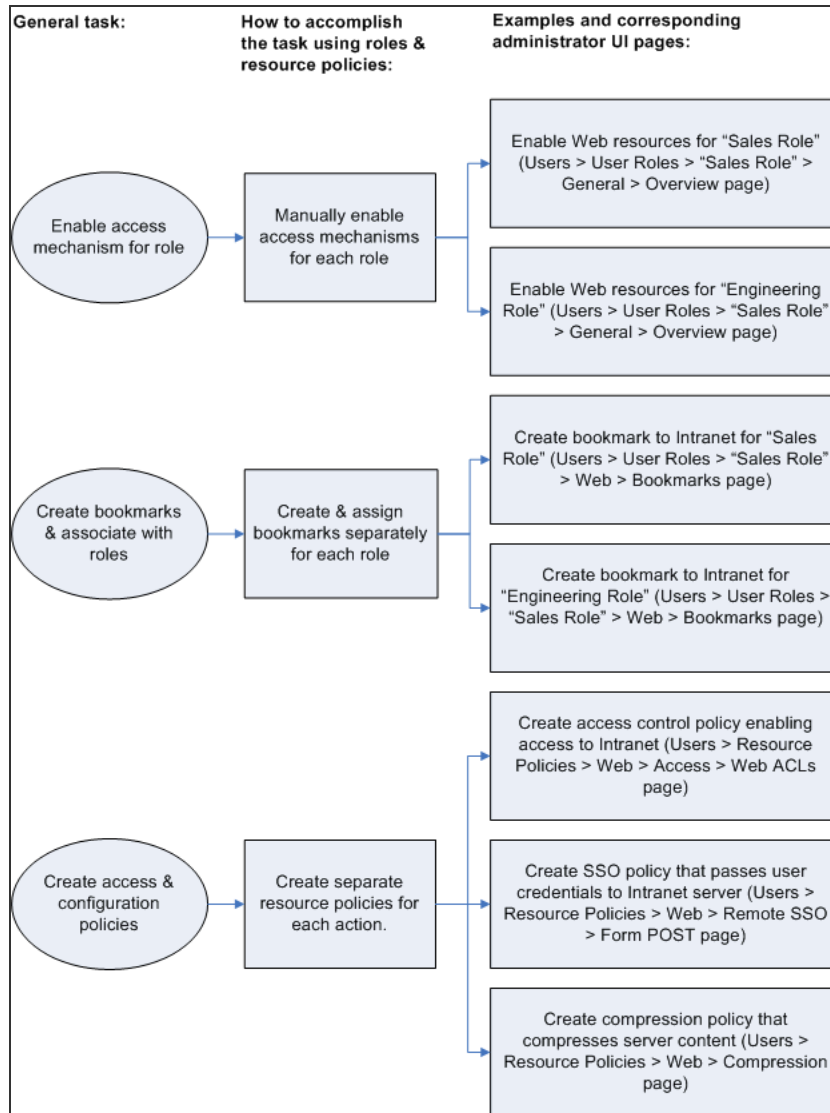 General task:
How to accomplish
the task using roles &
resource policies:
Examples and corresponding
administrator UI pages:
Enable access
mechanism for role
Manually enable
access mechanisms
for each role
Enable Web resources for “Sales Role”
(Users > User Roles > “Sales Role” >
General > Overview page)
Enable Web resources for “Engineering
Role” (Users > User Roles > “Sales Role”
> General > Overview page)
Create bookmarks
& associate with
roles
Create & assign
bookmarks separately
for each role
Create bookmark to Intranet for “Sales
Role” (Users > User Roles > “Sales Role”
> Web > Bookmarks page)
Create bookmark to Intranet for
“Engineering Role” (Users > User Roles >
“Sales Role” > Web > Bookmarks page)
Create access &
configuration
policies
Create separate
resource policies for
each action.
Create access control policy enabling
access to Intranet (Users > Resource
Policies > Web > Access > Web ACLs
page)
Create SSO policy that passes user
credentials to Intranet server (Users >
Resource Policies > Web > Remote SSO
> Form POST page)
Create compression policy that
compresses server content (Users >
Resource Policies > Web > Compression
page)